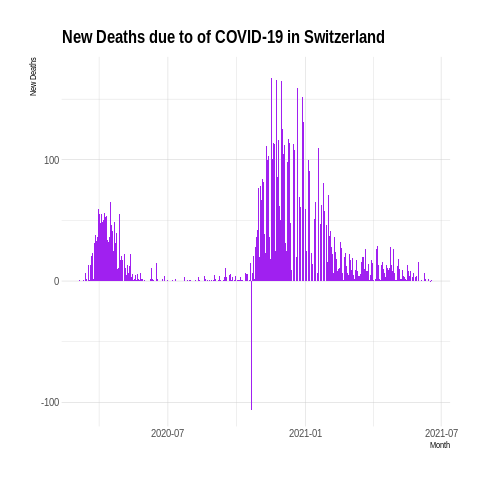 New Deaths due to of COVID-19 in Switzerland
New Deaths
100
0
-100
2020-07
2021-01
2021-07
Month